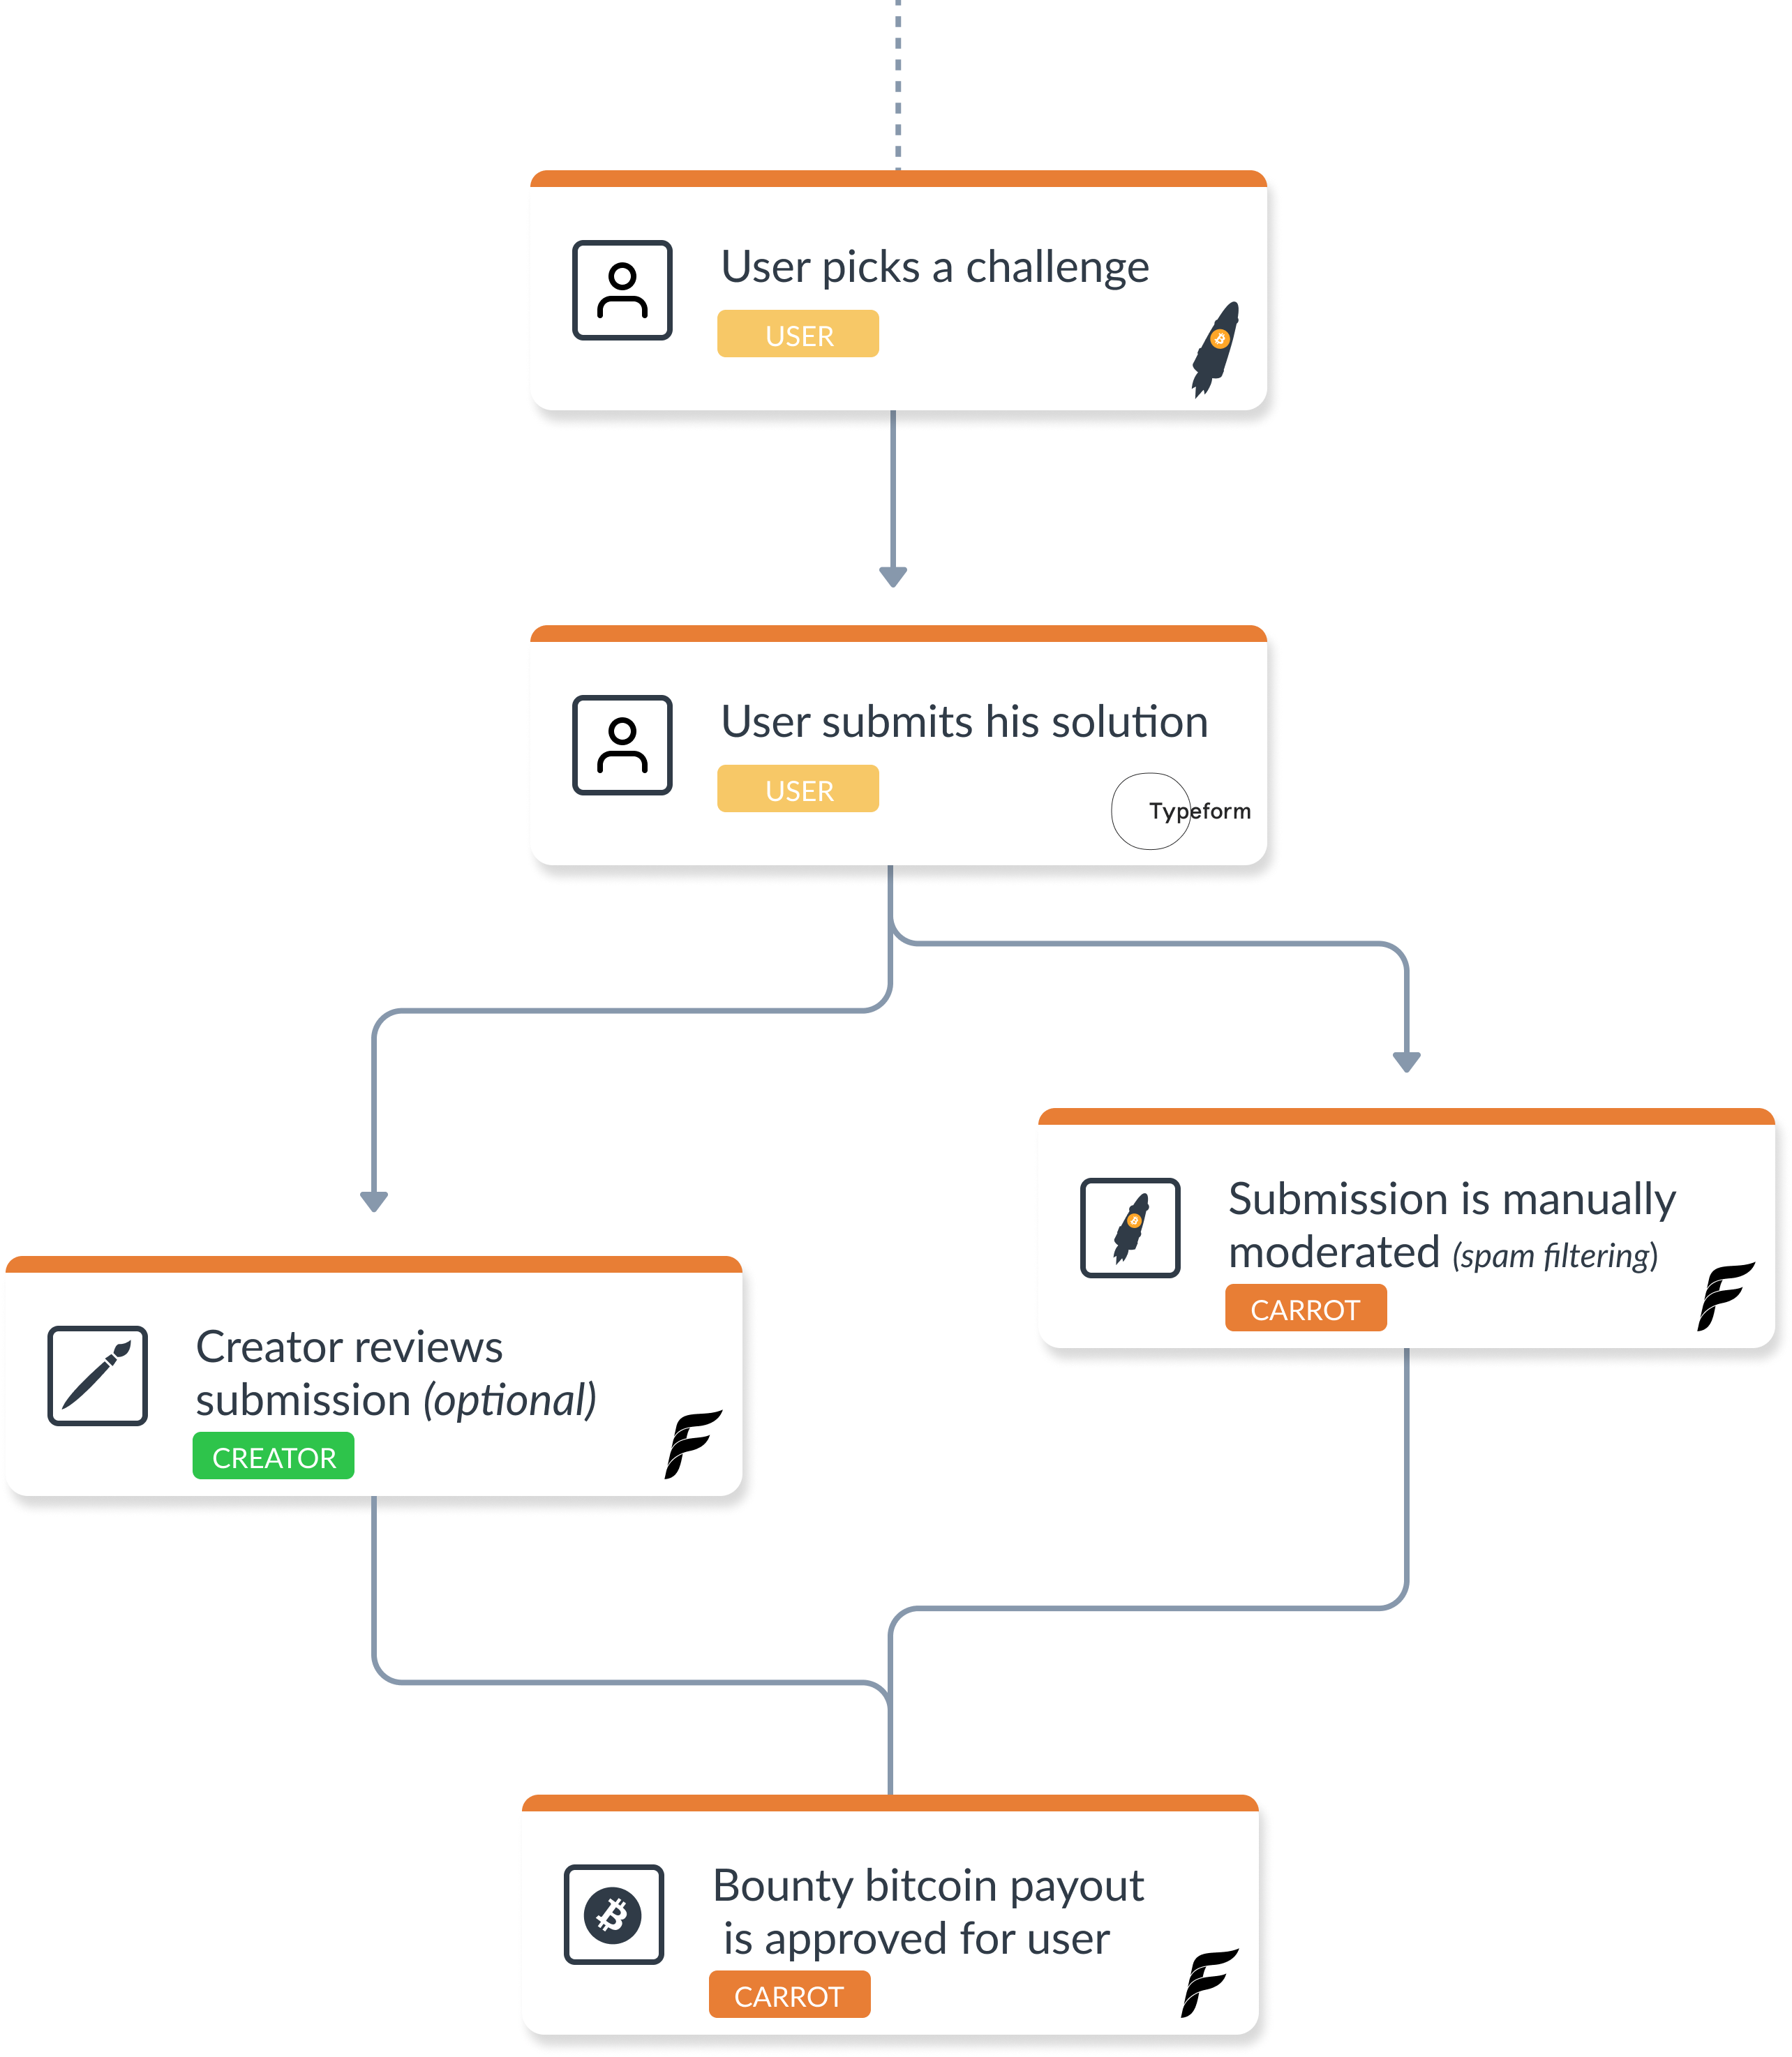 User picks a challenge
USER
User submits his solution
USER
Typeform
Submission is manually
moderated (spam filtering)
CARROT
Creator reviews
submission (optional)
CREATOR
Bounty bitcoin payout
is approved for user
CARROT